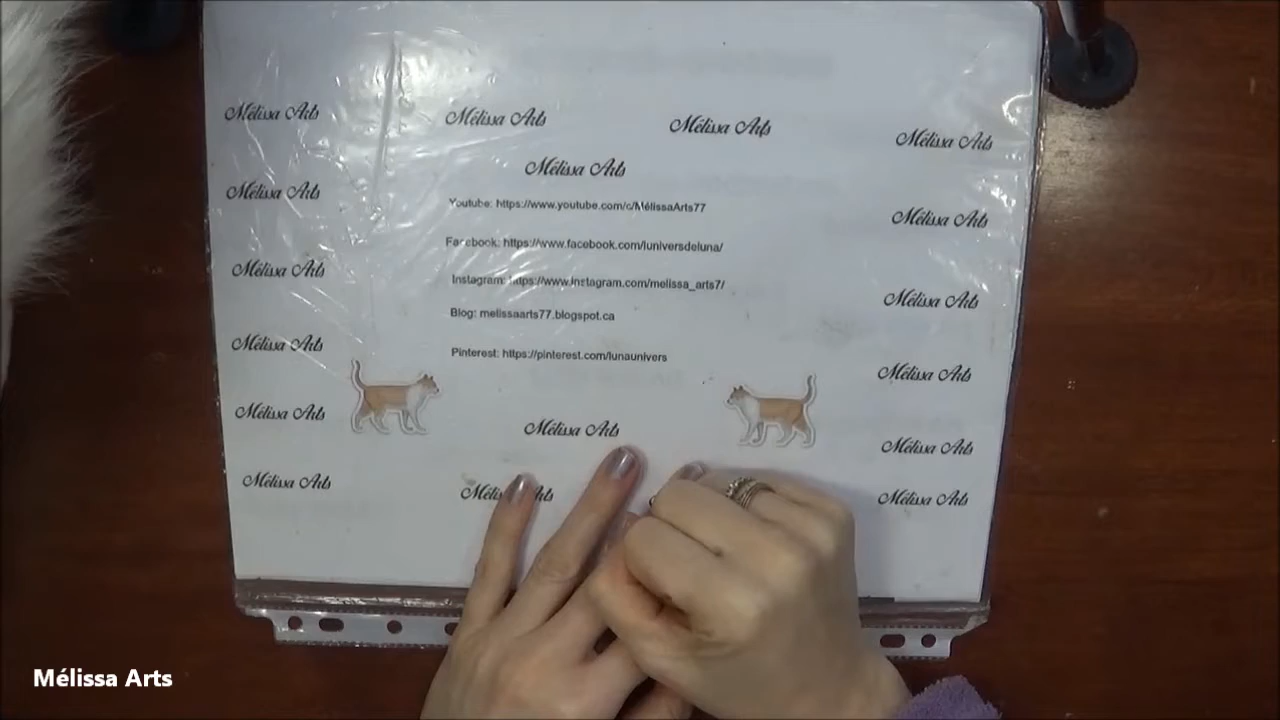 Mélissa Arts Mélissa Arts Mélissa Arts Mélissa Arts
Mélissa Arts
Mélissa Arts Mélissa Arts
Youtube: https://www.youtube.com/c/MélissaArts77
Facebook: https://www.facebook.com/luniversdeluna/
Mélissa Arts Mélissa Arts
Instagram: https://www.instagram.com/melissa_arts7/
Blog: melissaarts77.blogspot.ca
Mélissa Arts Mélissa Arts
Pinterest: https://pinterest.com/lunaunivers
Mélissa Arts Mélissa Arts Mélissa Arts
Mélissa Arts Mélissa Arts Mélissa Arts
Mélissa Arts